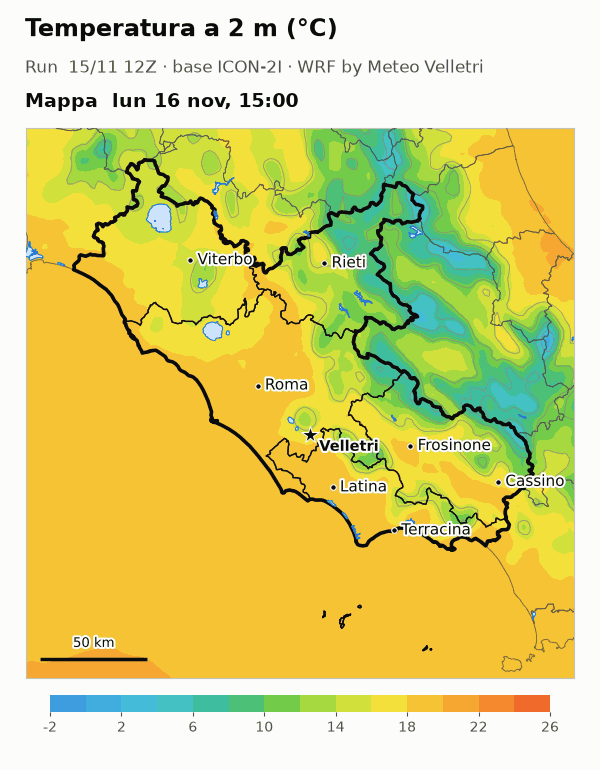 Temperatura a 2 m (°C)
Run  15/11 12Z · base ICON-2I · WRF by Meteo Velletri
Mappa  lun 16 nov, 15:00
Viterbo
Rieti
Roma
Velletri
Frosinone
Cassino
Latina
Terracina
50 km
-2 2 6 10 14 18 22 26